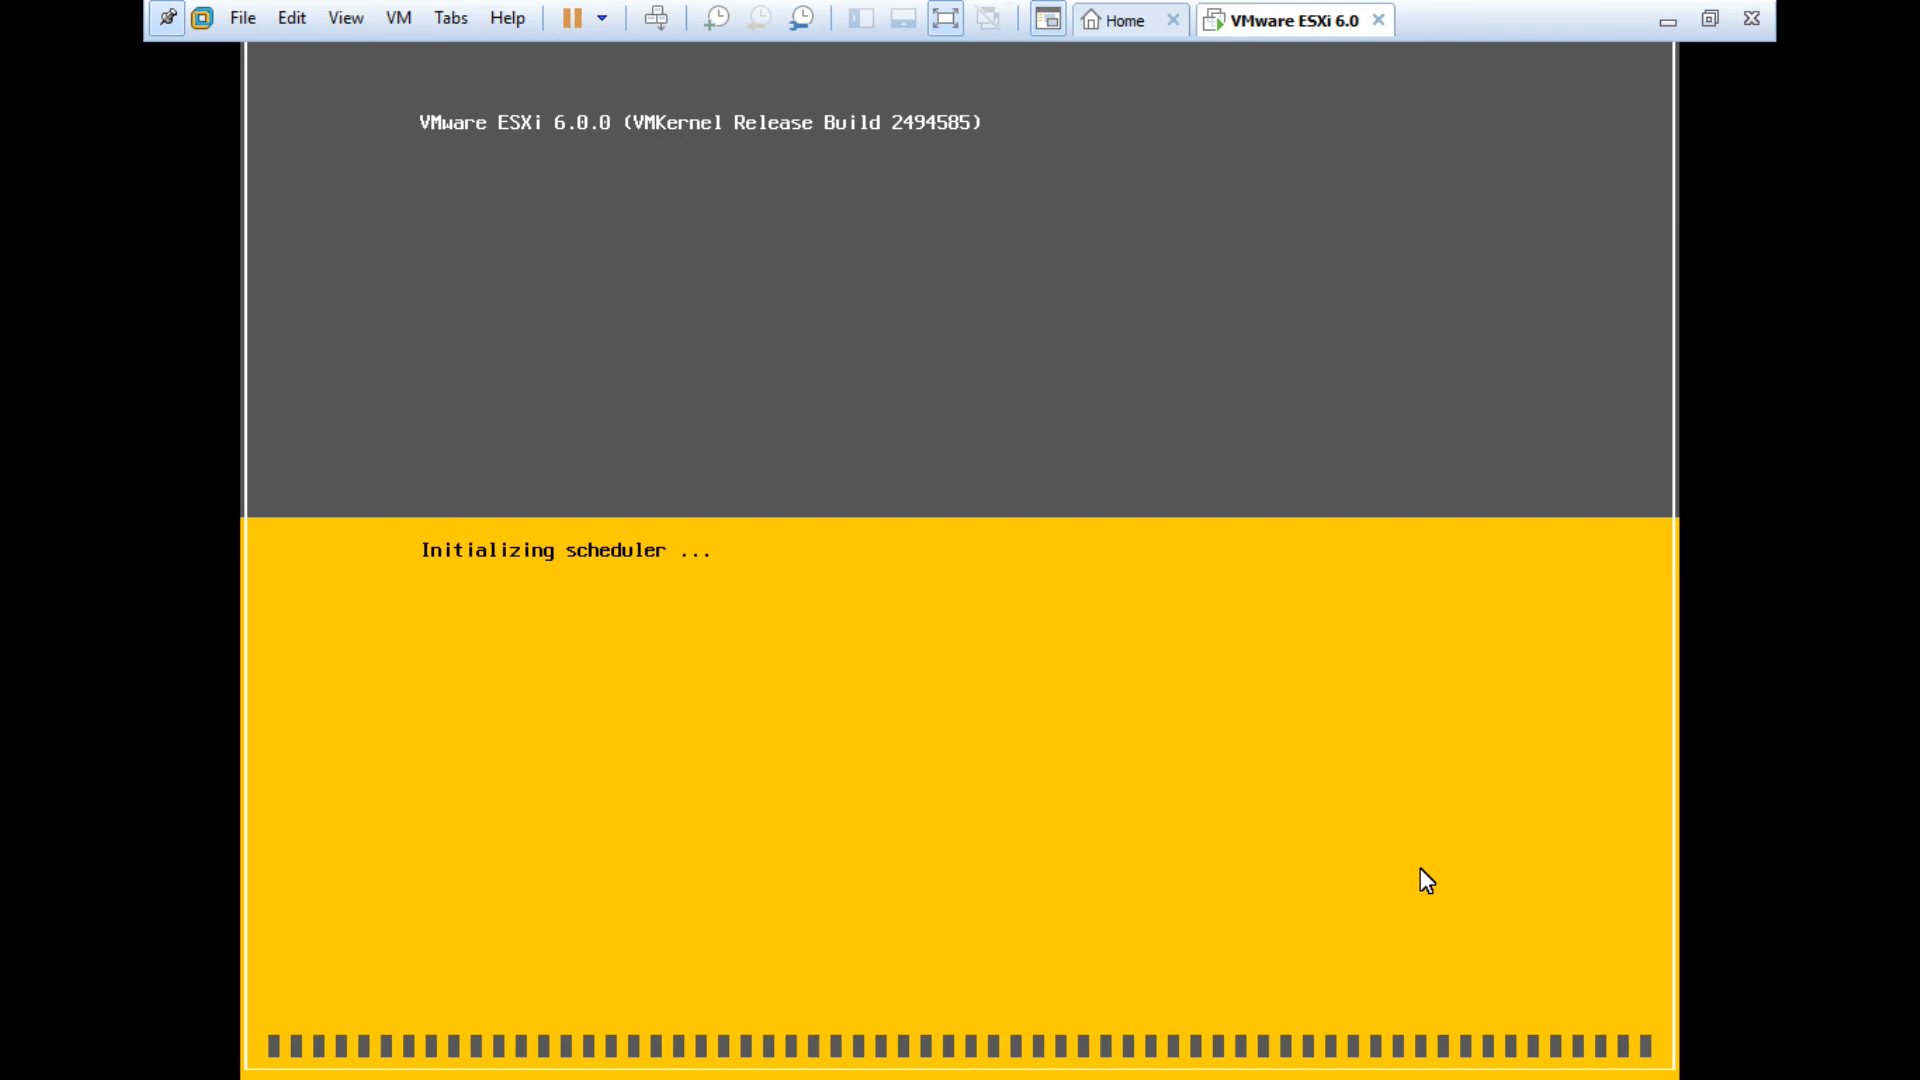 File Edit View VM Tabs Help Home VMware ESXi 6.0
VMware ESXi 6.0.0 (VMKernel Release Build 2494585)
Initializing scheduler ...